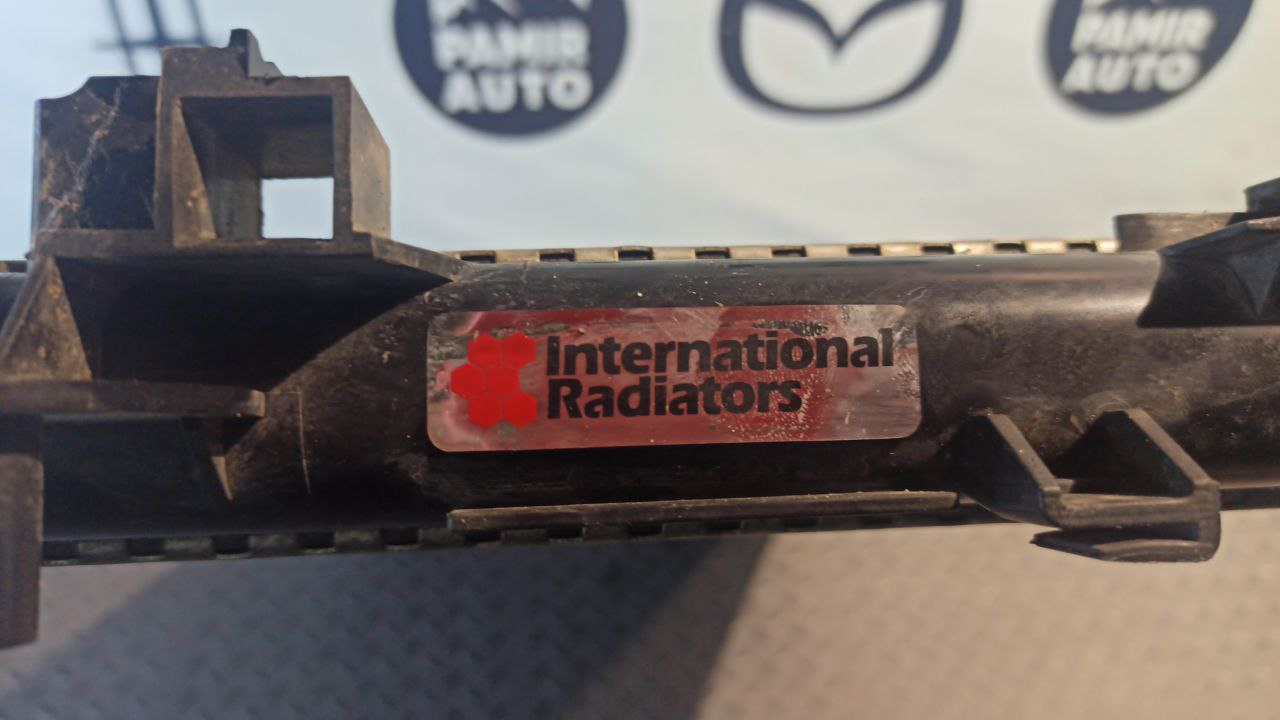 PAMIR
AUTO
PAMIR
AUTO
International
Radiators